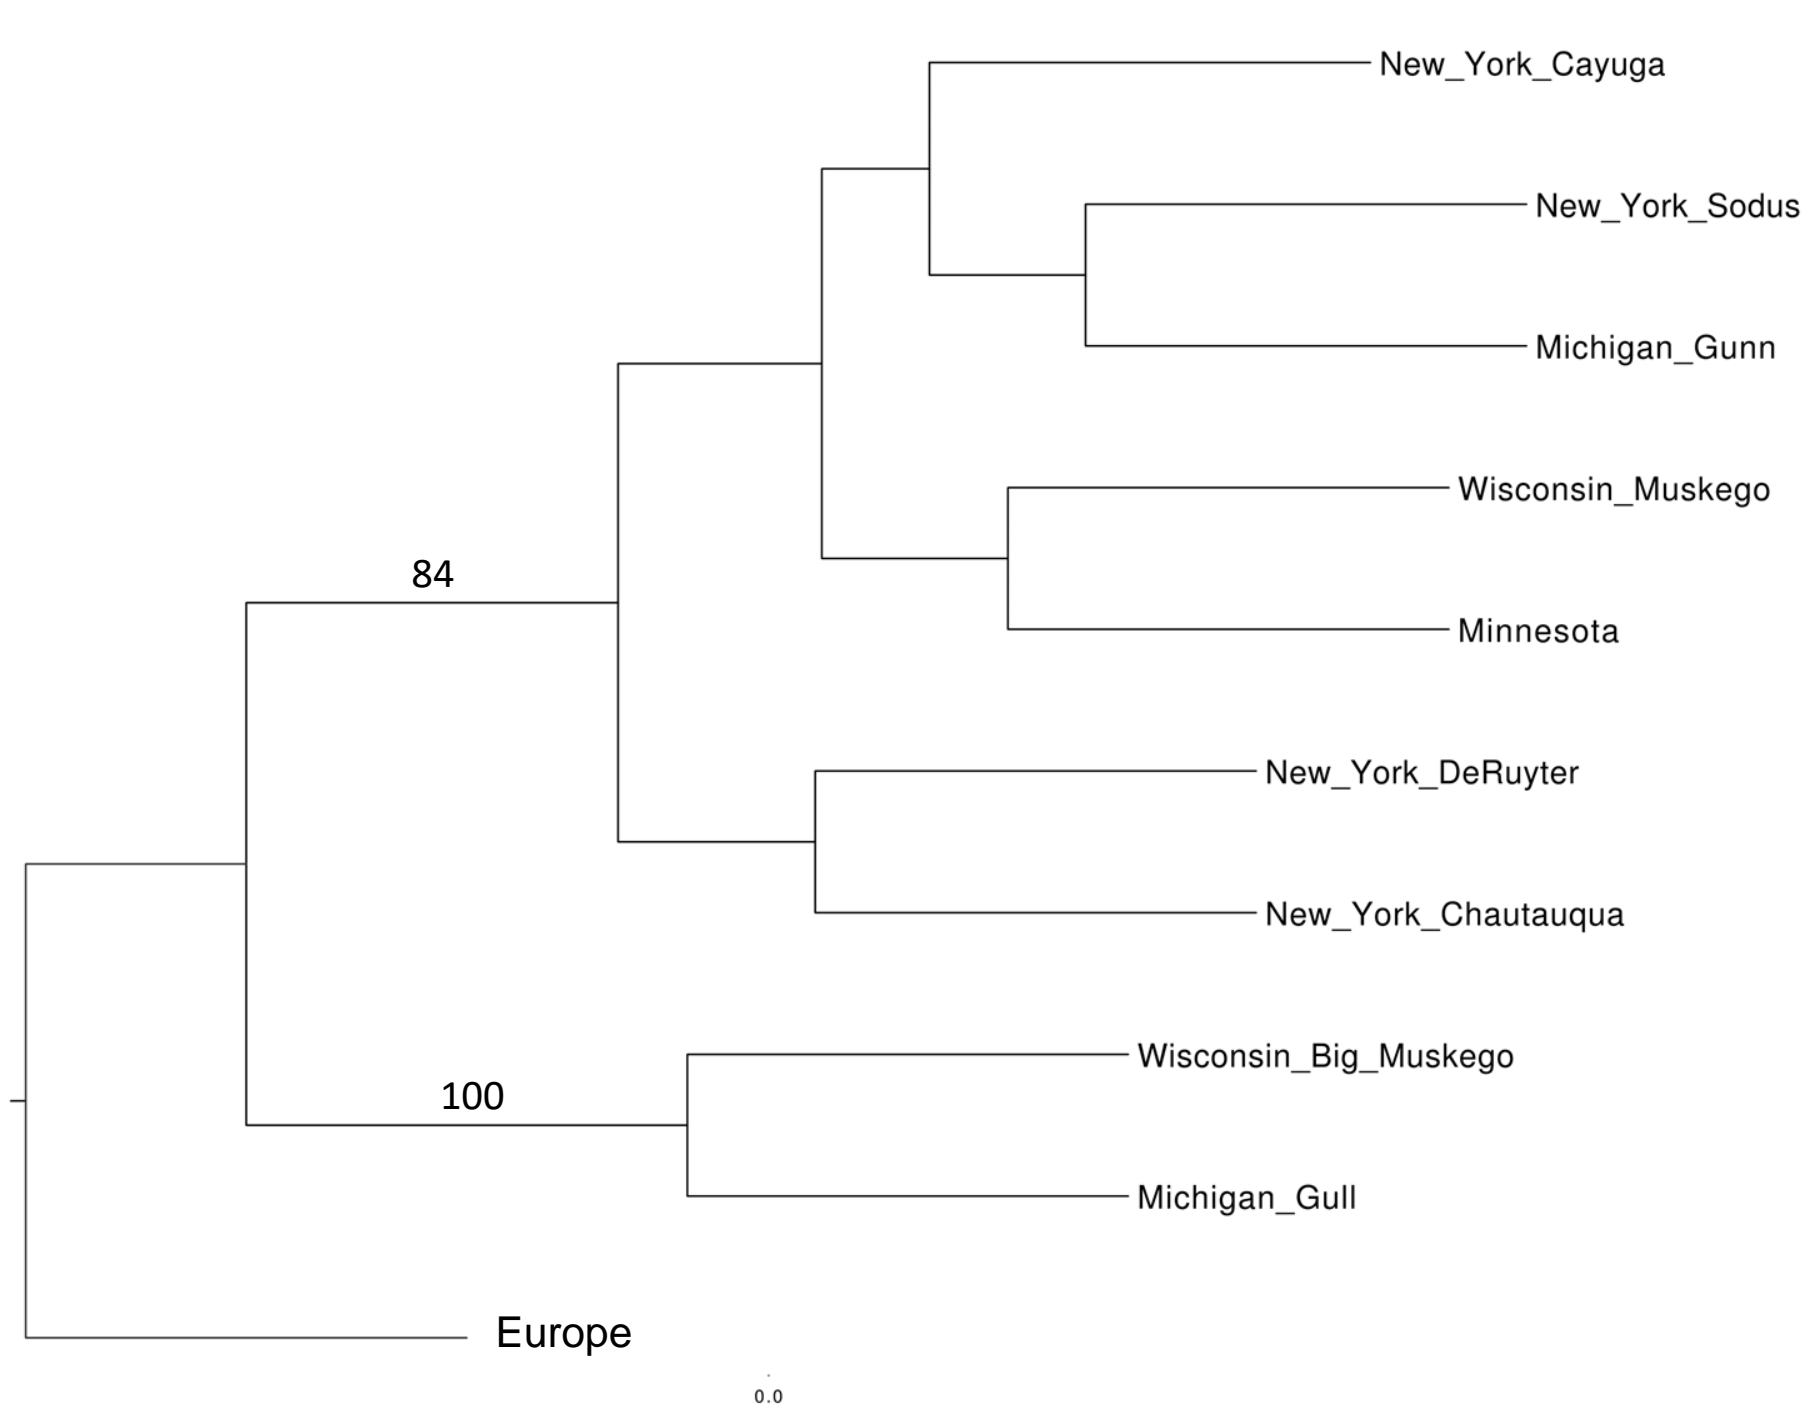 New_York_Cayuga
New_York_Sodus
Michigan_Gunn
Wisconsin_Muskego
84
Minnesota
New_York_DeRuyter
New_York_Chautauqua
Wisconsin_Big_Muskego
100
Michigan_Gull
Europe
0.0